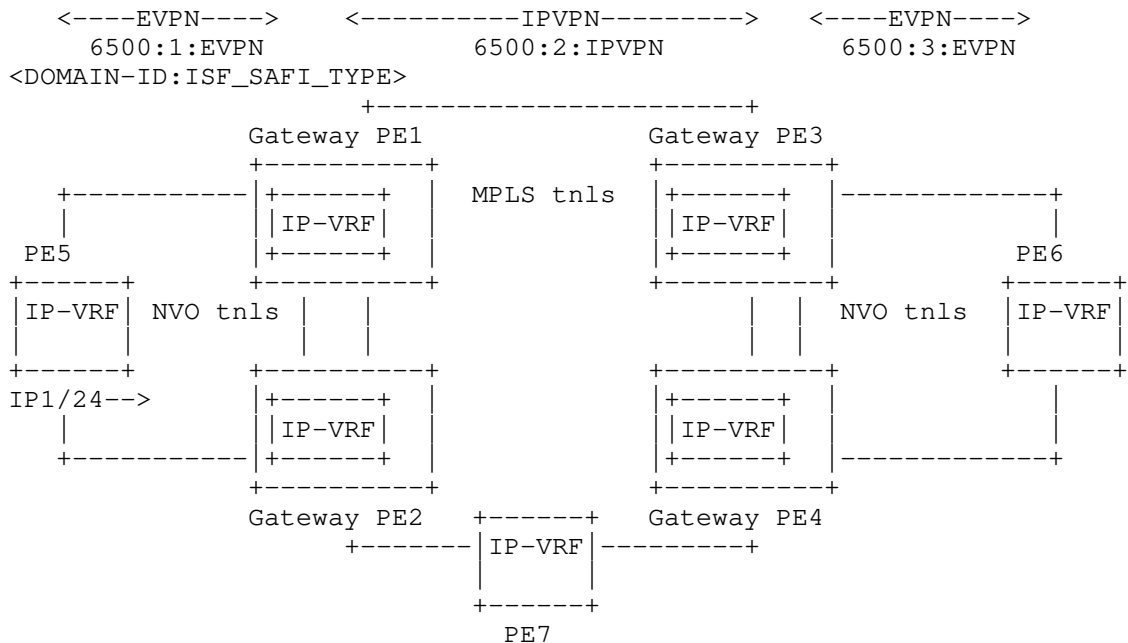 <----EVPN---->    <----------IPVPN--------->   <----EVPN---->
6500:1:EVPN    6500:2:IPVPN    6500:3:EVPN
<DOMAIN-ID:ISF_SAFI_TYPE>
Gateway PE1    Gateway PE3
MPLS tnls
IP-VRF    IP-VRF
PE5    PE6
IP-VRF    NVO tnls    NVO tnls    IP-VRF
IP1/24-->
IP-VRF    IP-VRF
Gateway PE2    Gateway PE4
IP-VRF
PE7